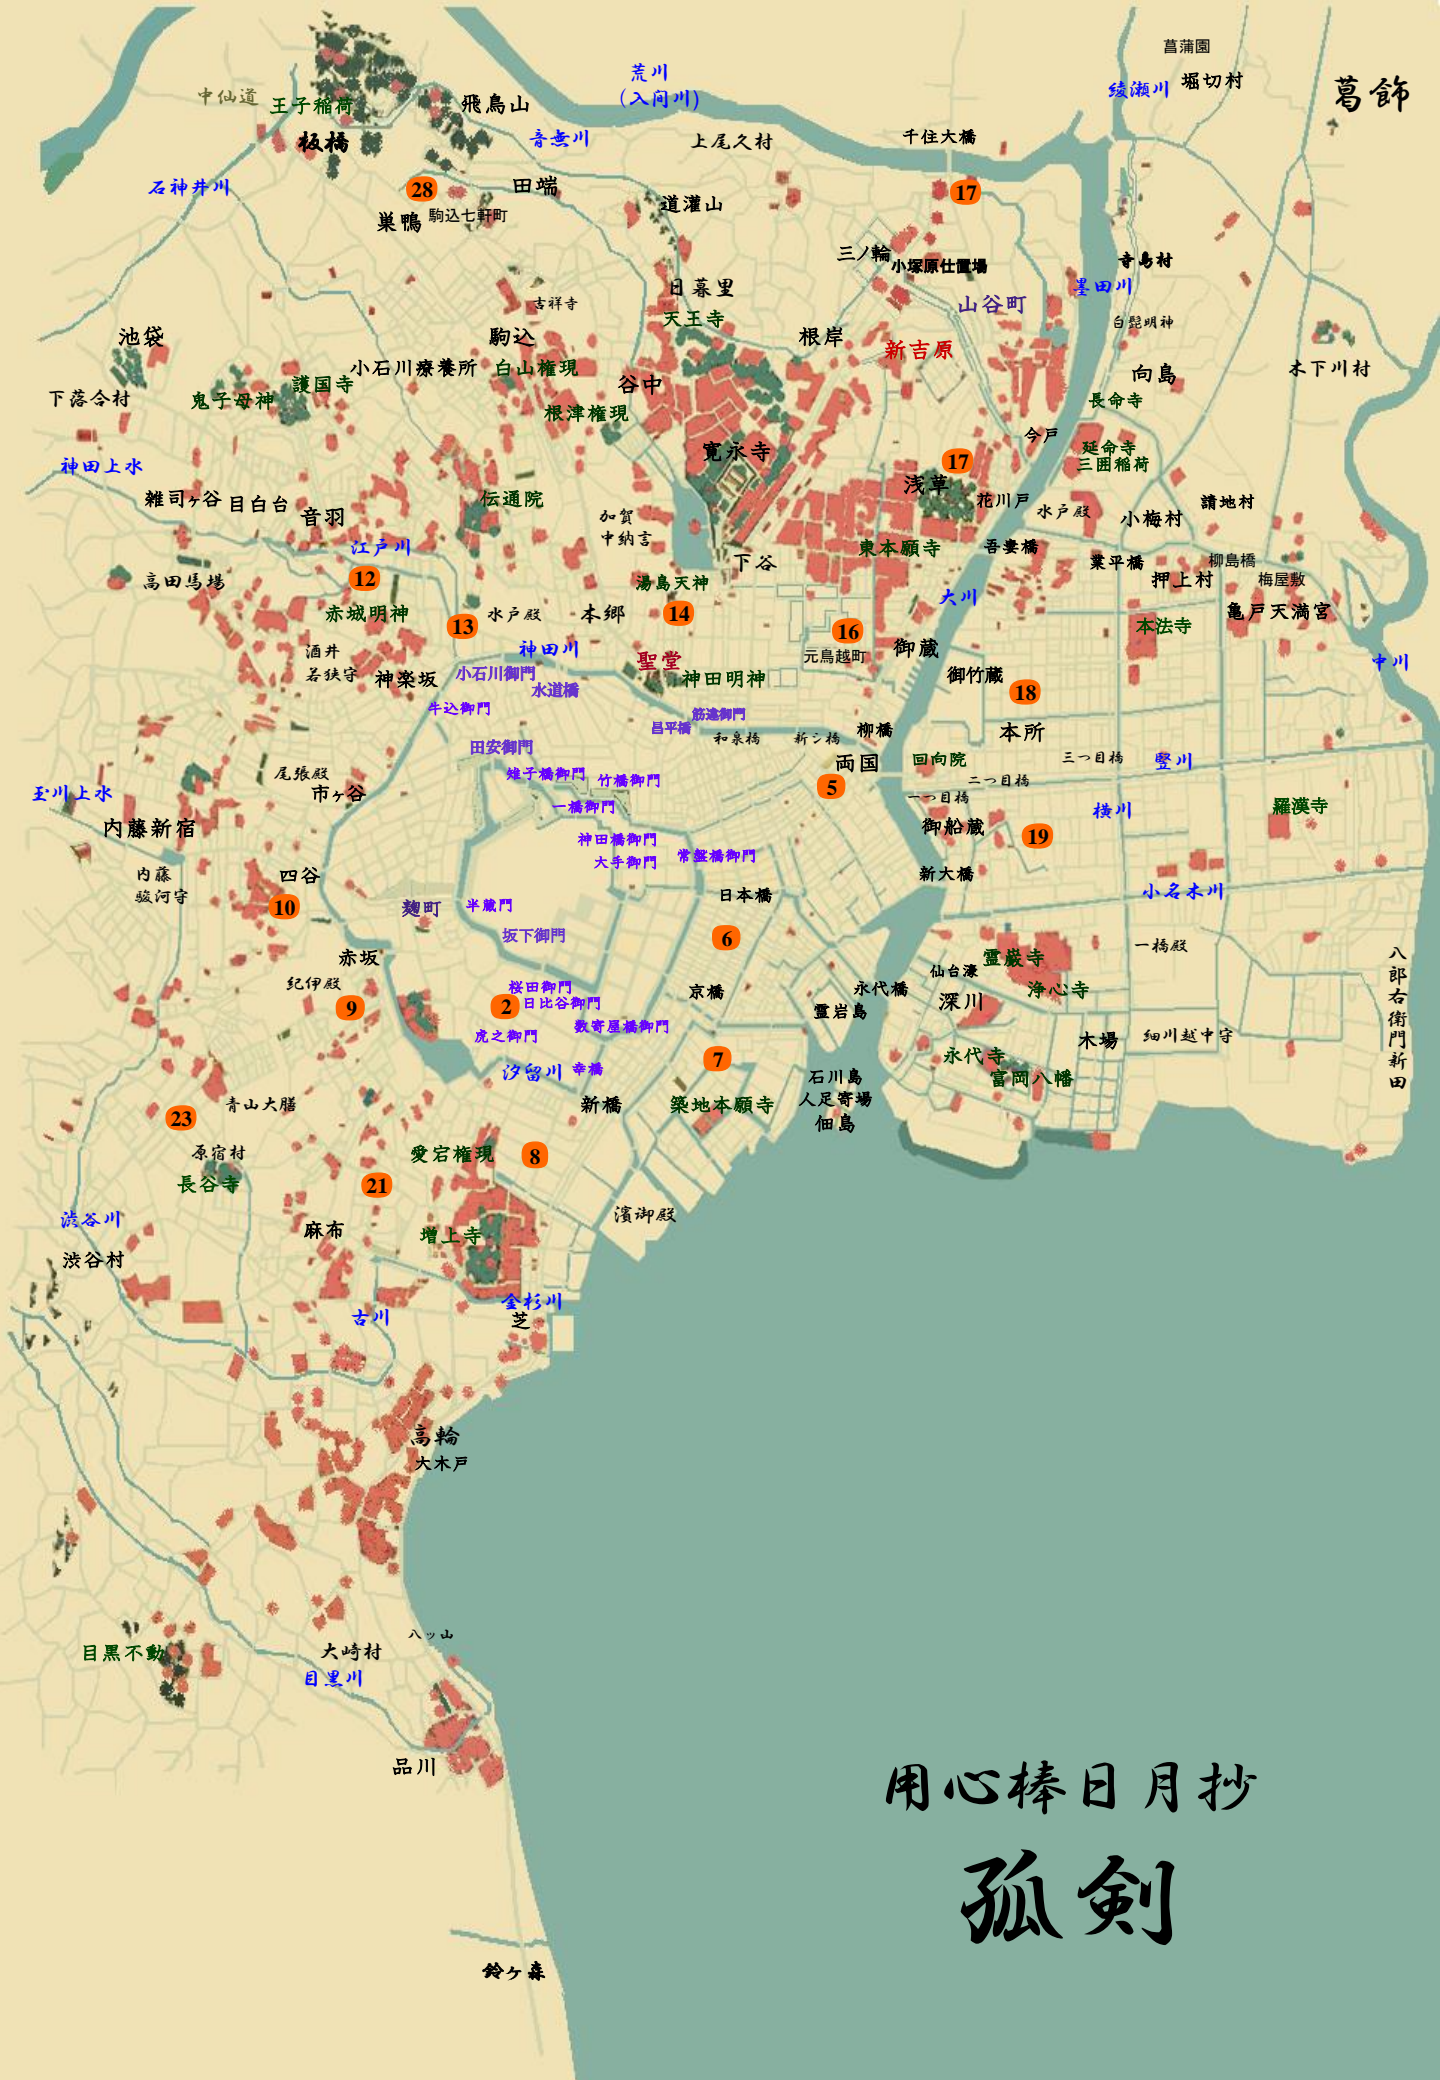 菖蒲園
荒川
(入间川)
綾瀬川
堀切村
葛飾
中仙道
王子稲荷
飛鳥山
板橋
音無川
上尾久村
千住大橋
石神井川
28
田端
17
巣鴨
駒込七軒町
道灌山
三ノ輪
小塚原仕置場
寺島村
日暮里
墨田川
吉祥寺
山谷町
天王寺
白髭明神
池袋
駒込
根岸
新吉原
小石川療養所
白山権現
木下川村
護国寺
谷中
向島
下落合村
鬼子母神
根津権現
長命寺
今戸
寛永寺
延命寺
三囲稲荷
神田上水
17
浅草
雑司ヶ谷
目白台
伝通院
花川戸
請地村
音羽
加賀
中納言
水戸殿
小梅村
江戸川
東本願寺
吾妻橋
下谷
業平橋
柳島橋
高田馬場
12
湯島天神
押上村
梅屋敷
大川
赤城明神
13
水戸殿
本郷
14
16
亀戸天満宮
本法寺
酒井
若狭守
神田川
聖堂
元鳥越町
御蔵
中川
神楽坂
小石川御門
水道橋
神田明神
御竹蔵
18
牛込御門
昌平橋
筋違御門
和泉橋
新シ橋
柳橋
本所
田安御門
両国
回向院
三つ目橋
竪川
尾張殿
市ヶ谷
雉子橋御門
竹橋御門
5
二つ目橋
玉川上水
一橋御門
一つ目橋
横川
羅漢寺
内藤新宿
神田橋御門
御船蔵
19
大手御門
常盤橋御門
内藤
駿河守
四谷
新大橋
10
麹町
半蔵門
日本橋
小名木川
坂下御門
6
赤坂
霊巌寺
一橋殿
紀伊殿
9
2
桜田御門
日比谷御門
京橋
永代橋
仙台濠
深川
浄心寺
八郎右衛門新田
虎之御門
数寄屋橋御門
霊岩島
木場
細川越中守
汐留川
幸橋
7
永代寺
富岡八幡
石川島
人足寄場
佃島
23
青山大膳
新橋
築地本願寺
原宿村
長谷寺
愛宕権現
8
21
渋谷川
麻布
増上寺
濱御殿
渋谷村
金杉川
古川
芝
高輪
大木戸
八ッ山
目黒不動
大崎村
目黒川
品川
用心棒日月抄
孤剣
鈴ヶ森